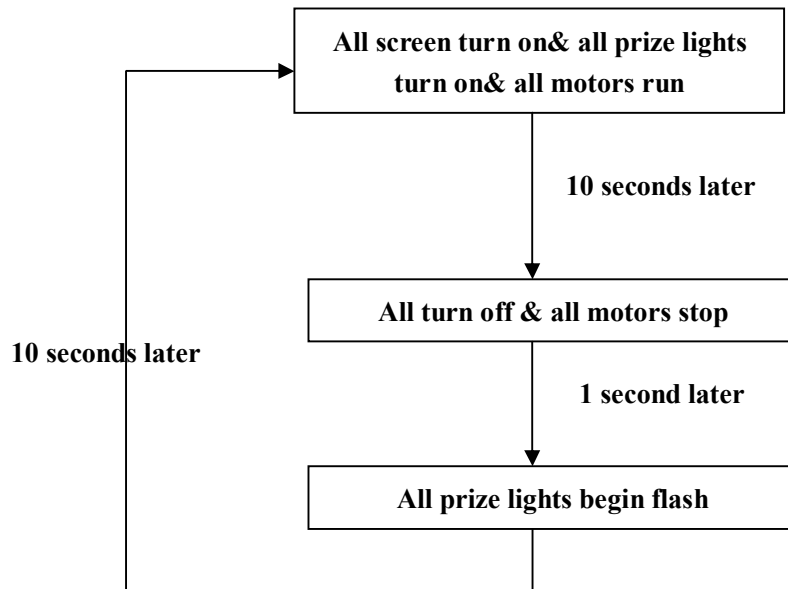 All screen turn on& all prize lights
turn on& all motors run
10 seconds later
All turn off & all motors stop
10 seconds later
1 second later
All prize lights begin flash